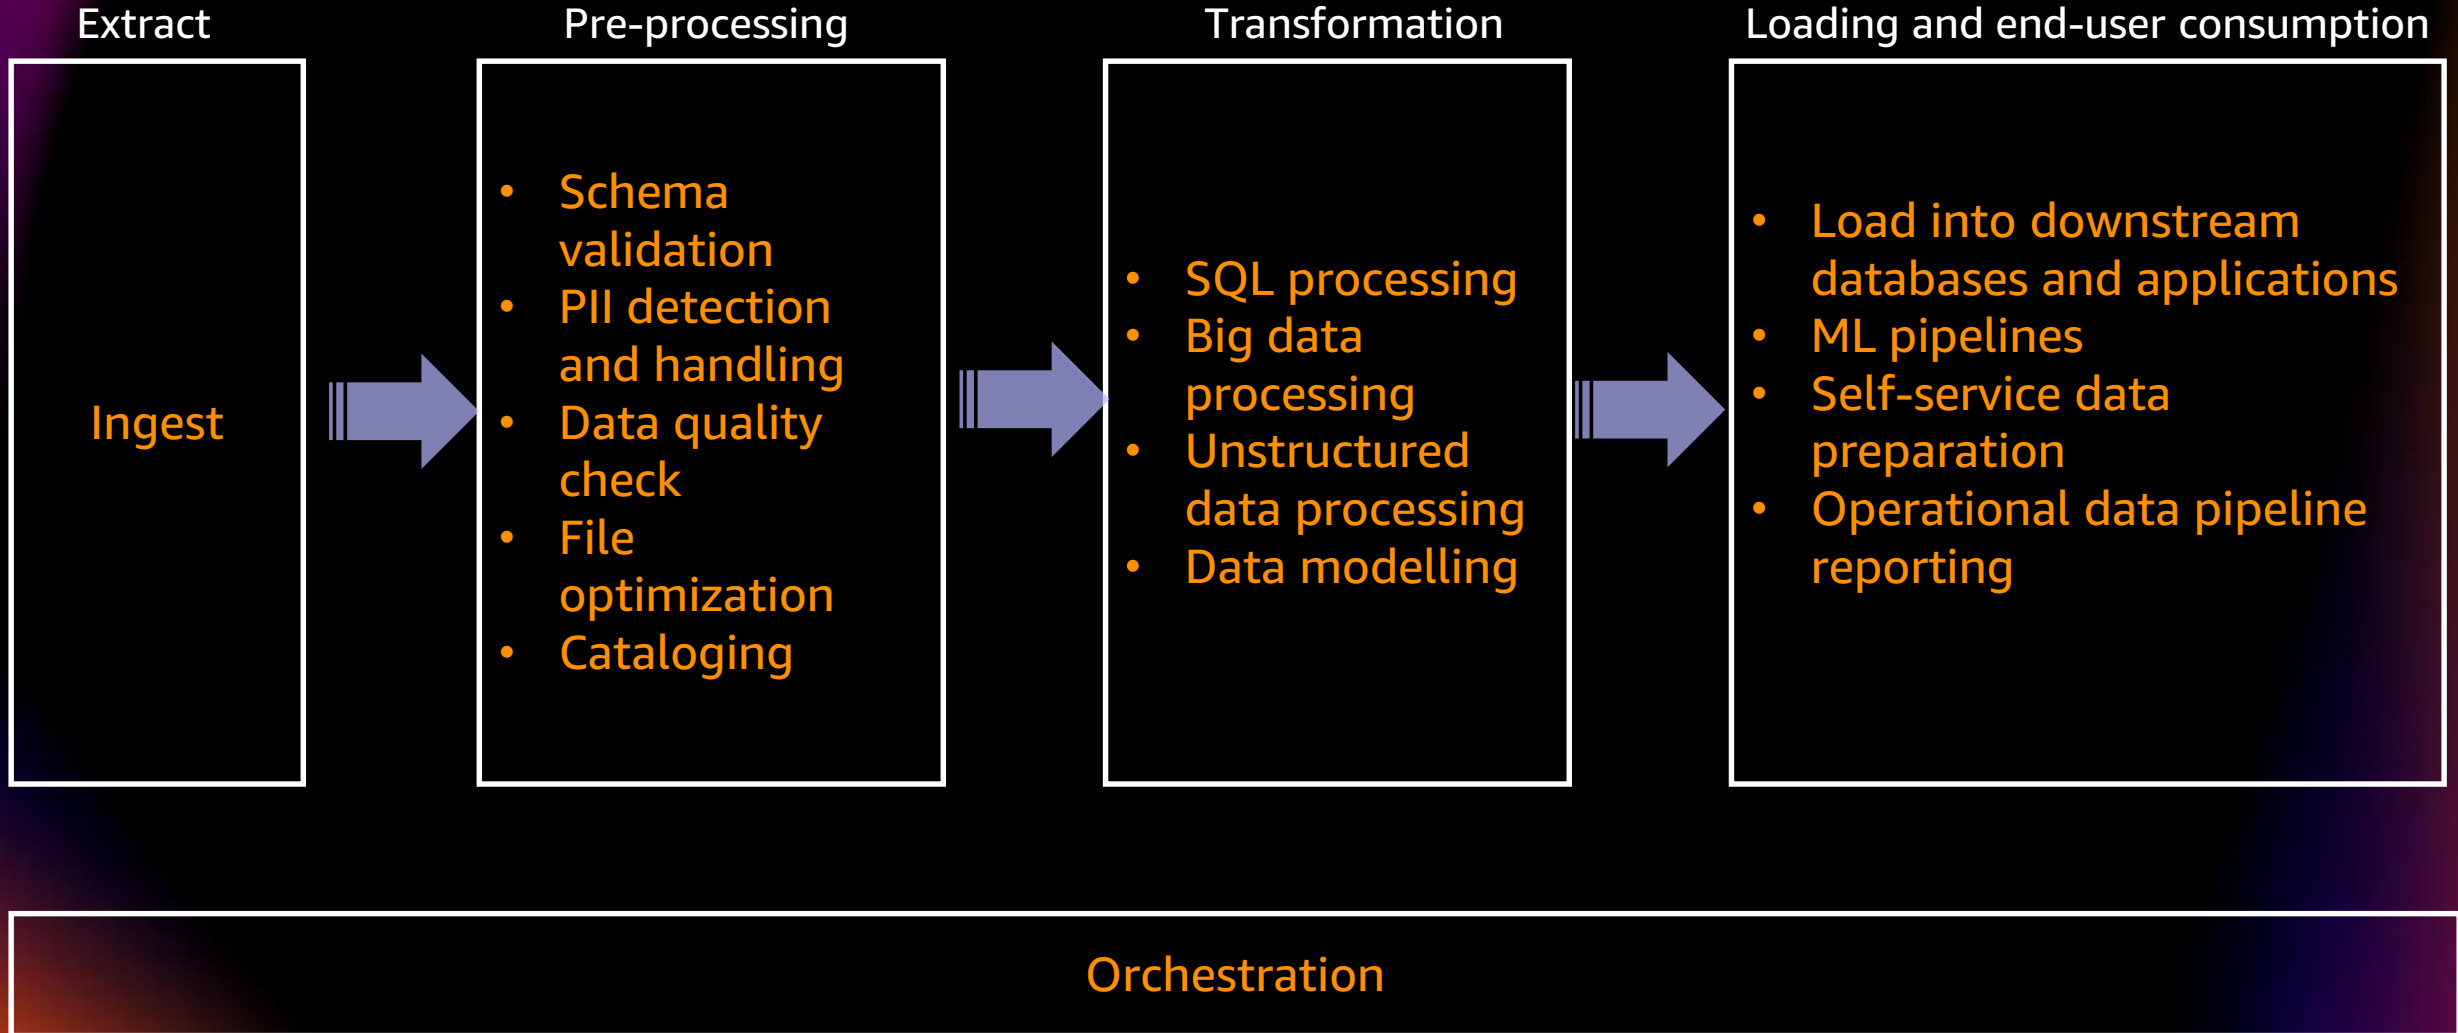 Extract
Ingest
Pre-processing
• Schema
validation
• PII detection
and handling
• Data quality
check
• File
optimization
• Cataloging
Transformation
• SQL processing
• Big data
processing
• Unstructured
data processing
• Data modelling
Loading and end-user consumption
• Load into downstream
databases and applications
• ML pipelines
• Self-service data
preparation
• Operational data pipeline
reporting
Orchestration